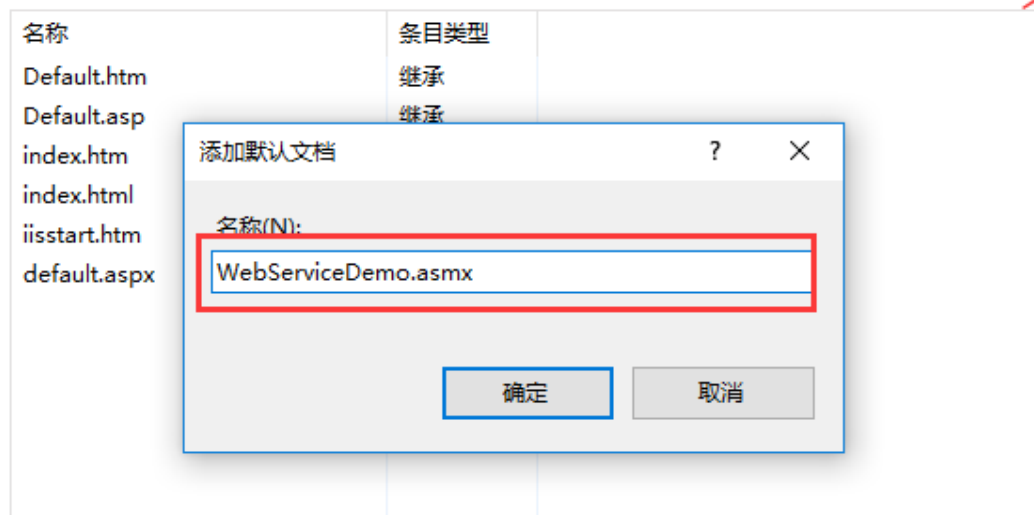 名称 条目类型
Default.htm 继承
Default.asp 继承
index.htm
index.html
iisstart.htm
default.aspx
添加默认文档 ?
名称(N):
WebServiceDemo.asmx
确定 取消